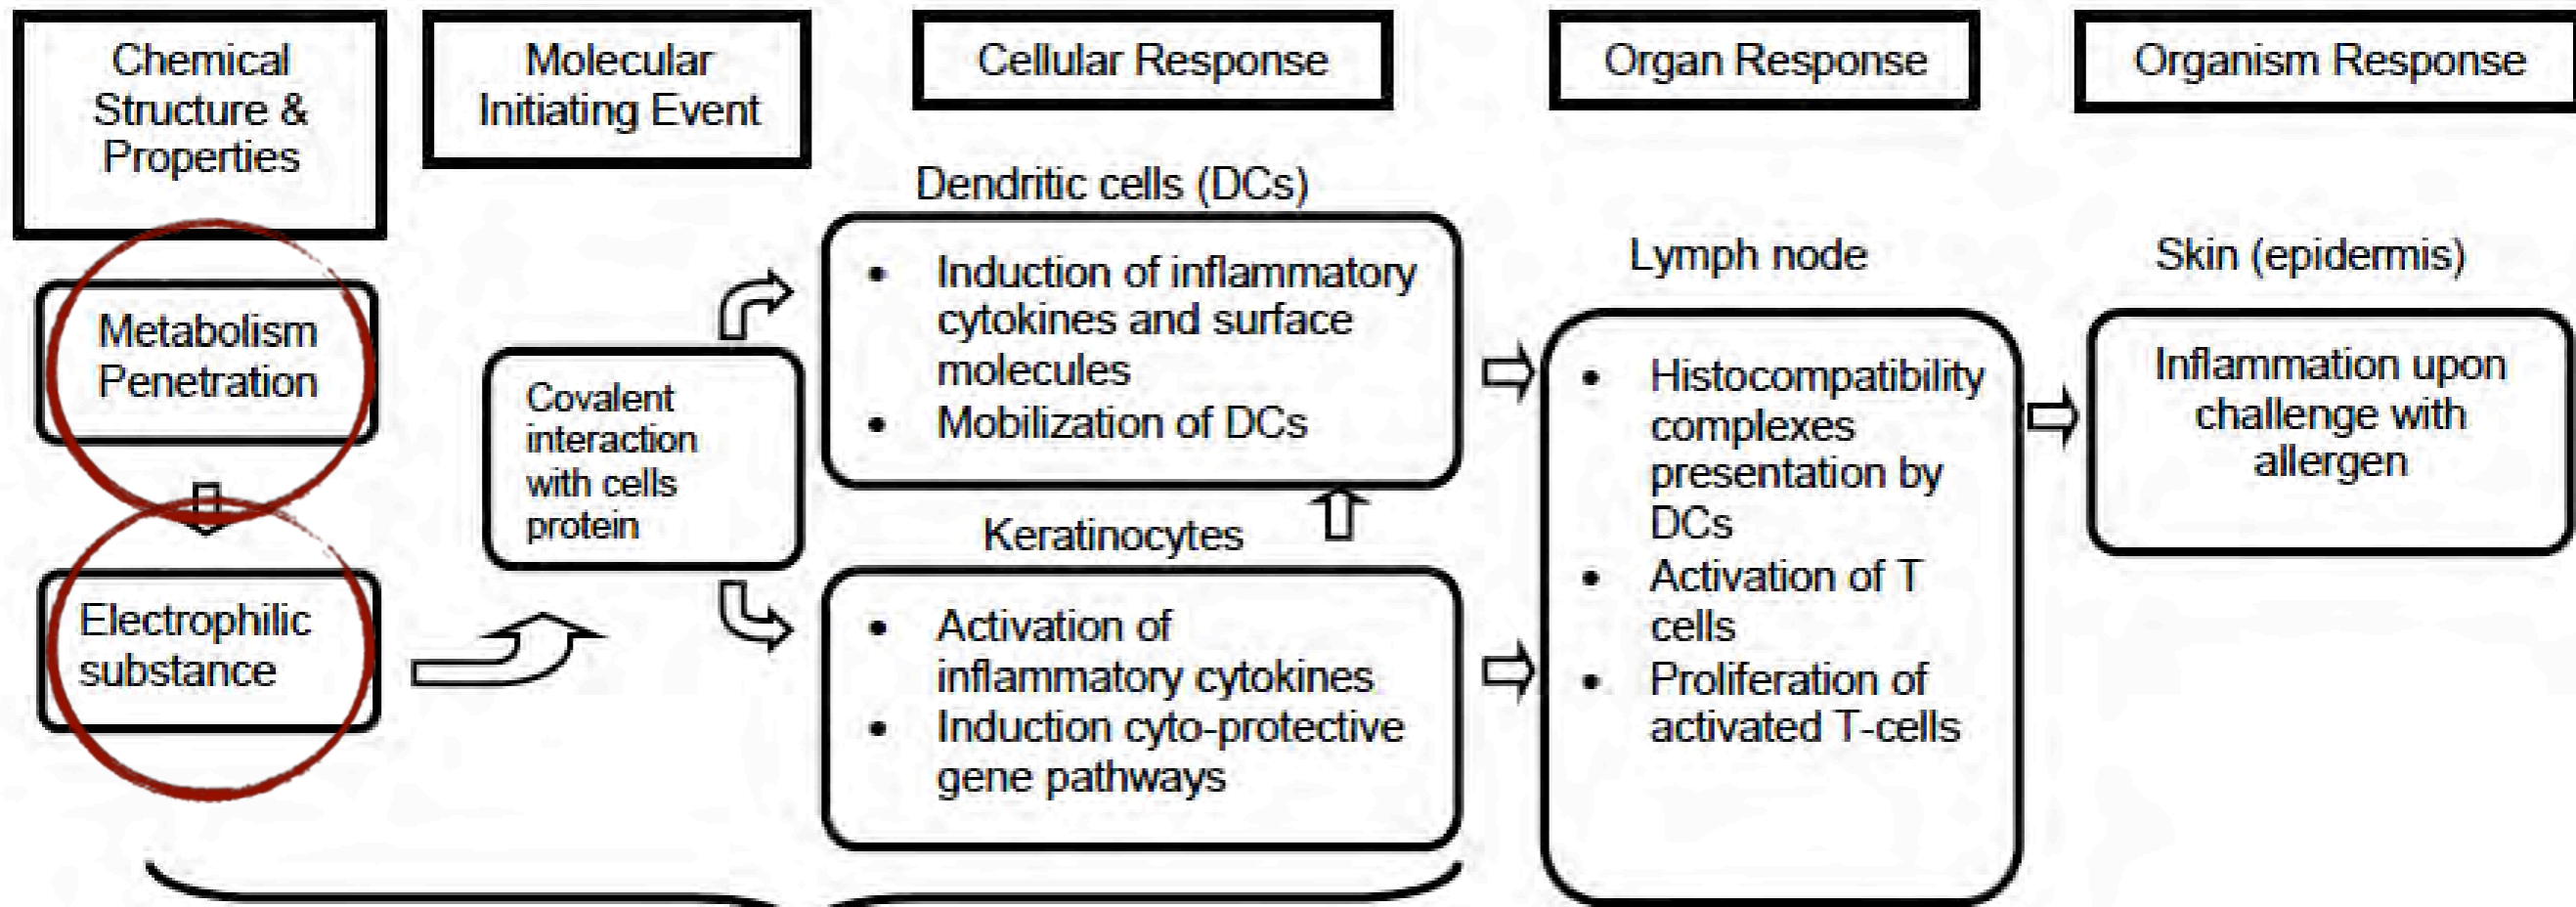 Chemical
Structure &
Properties
Molecular
Initiating Event
Cellular Response
Organ Response
Organism Response
Metabolism
Penetration
Electrophilic
substance
Covalent
interaction
with cells
protein
Dendritic cells (DCs)
• Induction of inflammatory
cytokines and surface
molecules
• Mobilization of DCs
Keratinocytes
• Activation of
inflammatory cytokines
• Induction cyto-protective
gene pathways
Lymph node
• Histocompatibility
complexes
presentation by
DCs
• Activation of T
cells
• Proliferation of
activated T-cells
Skin (epidermis)
Inflammation upon
challenge with
allergen